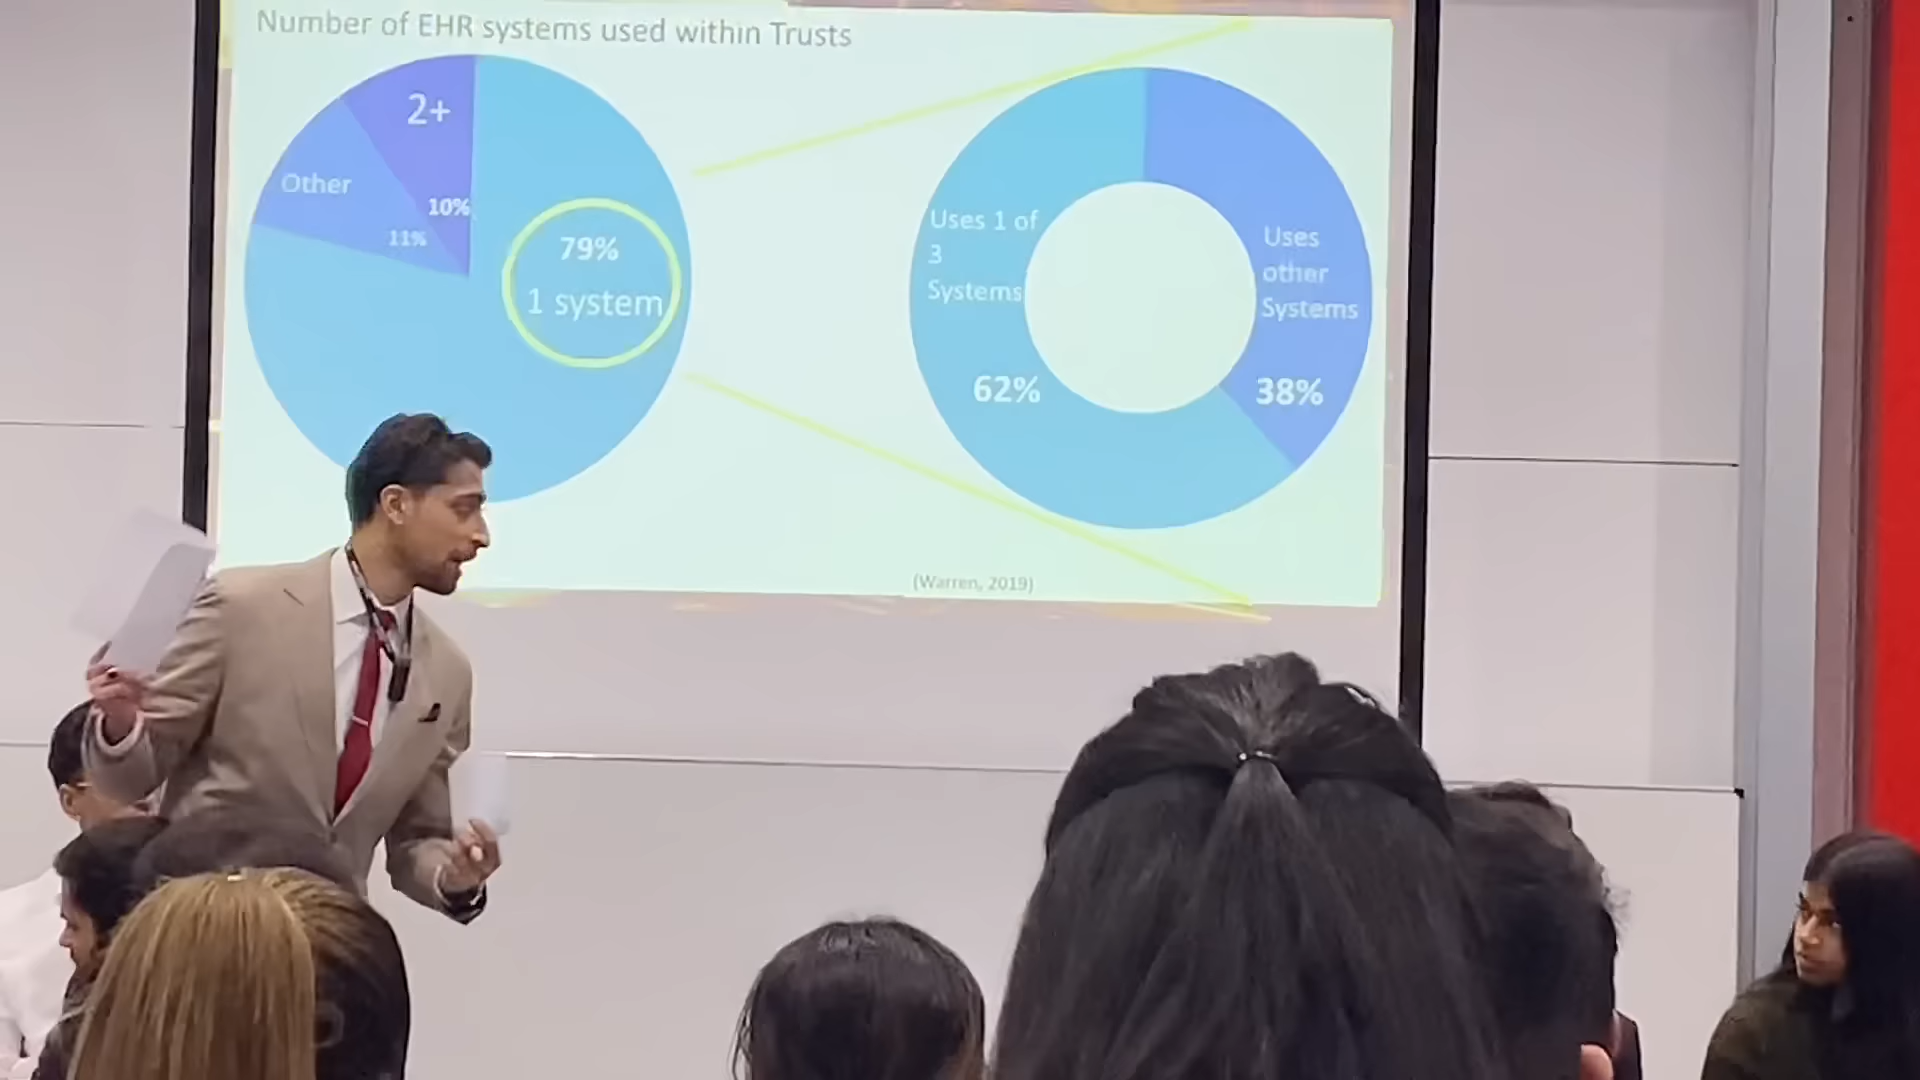 Number of EHR systems used within Trusts
2+
Other
10%
11%
79%
1 system
Uses 1 of
3
Systems
62%
Uses
other
Systems
38%
(Warren, 2019)